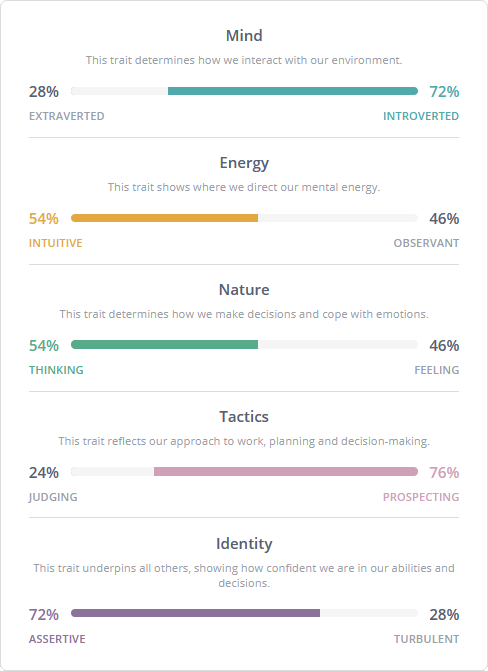 Mind
This trait determines how we interact with our environment.
28% 72%
EXTRAVERTED INTROVERTED
Energy
This trait shows where we direct our mental energy.
54% 46%
INTUITIVE OBSERVANT
Nature
This trait determines how we make decisions and cope with emotions.
54% 46%
THINKING FEELING
Tactics
This trait reflects our approach to work, planning and decision-making.
24% 76%
JUDGING PROSPECTING
Identity
This trait underpins all others, showing how confident we are in our abilities and
decisions.
72% 28%
ASSERTIVE TURBULENT